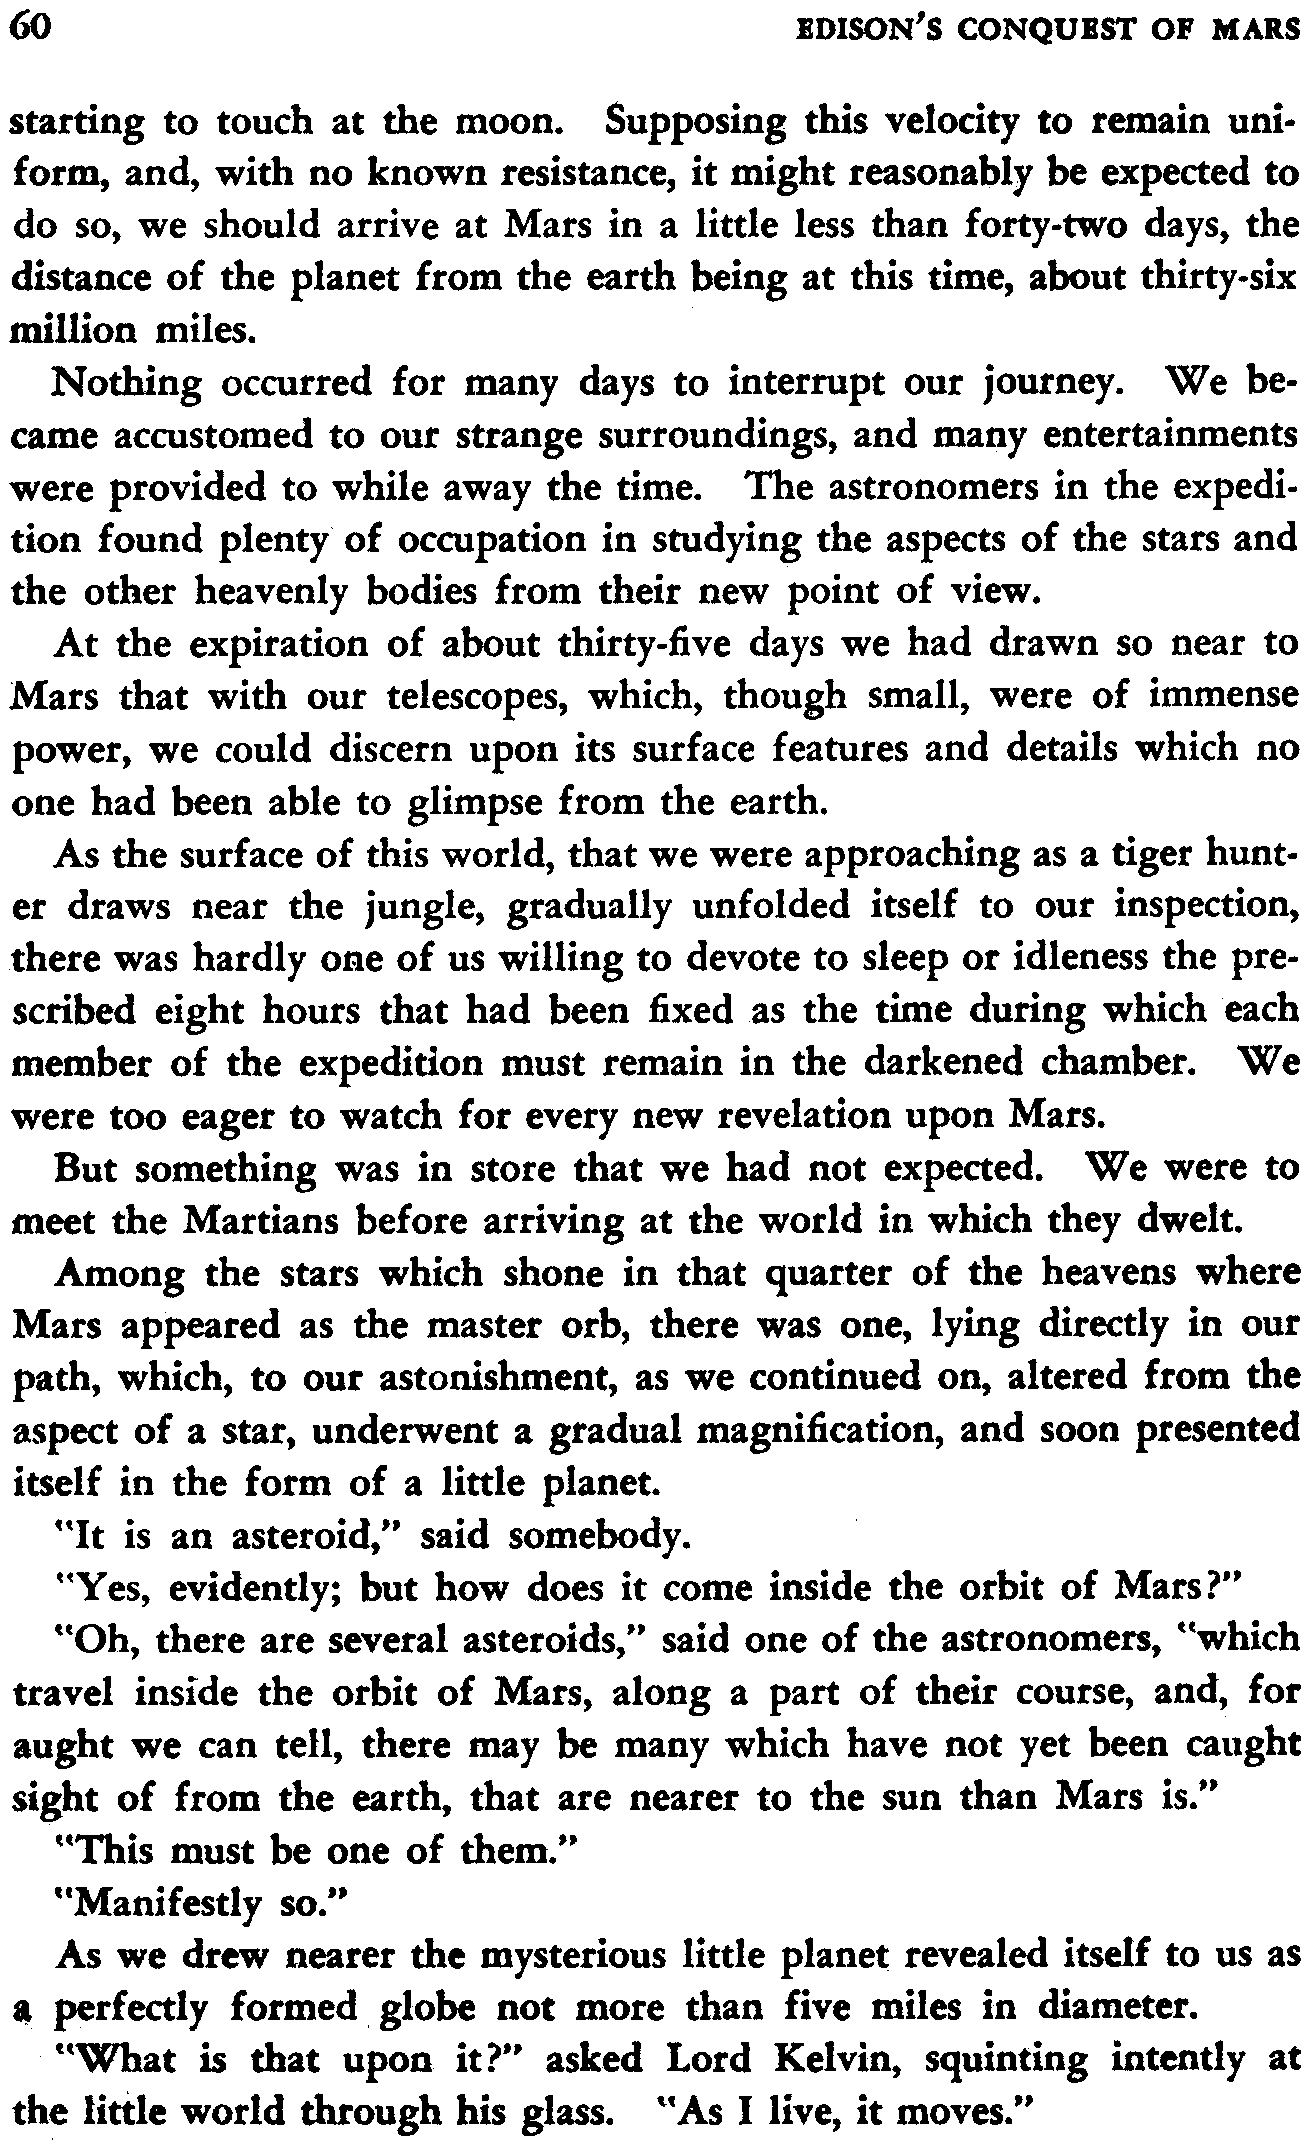 60 EDISON'S CONQUEST OF MARS
starting to touch at the moon. Supposing this velocity to remain uni-
form, and, with no known resistance, it might reasonably be expected to
do so, we should arrive at Mars in a little less than forty-two days, the
distance of the planet from the earth being at this time, about thirty-six
million miles.
Nothing occurred for many days to interrupt our journey. We be-
came accustomed to our strange surroundings, and many entertainments
were provided to while away the time. The astronomers in the expedi-
tion found plenty of occupation in studying the aspects of the stars and
the other heavenly bodies from their new point of view.
At the expiration of about thirty-five days we had drawn so near to
Mars that with our telescopes, which, though small, were of immense
power, we could discern upon its surface features and details which no
one had been able to glimpse from the earth.
As the surface of this world, that we were approaching as a tiger hunt-
er draws near the jungle, gradually unfolded itself to our inspection,
there was hardly one of us willing to devote to sleep or idleness the pre-
scribed eight hours that had been fixed as the time during which each
member of the expedition must remain in the darkened chamber. We
were too eager to watch for every new revelation upon Mars.
But something was in store that we had not expected. We were to
meet the Martians before arriving at the world in which they dwelt.
Among the stars which shone in that quarter of the heavens where
Mars appeared as the master orb, there was one, lying directly in our
path, which, to our astonishment, as we continued on, altered from the
aspect of a star, underwent a gradual magnification, and soon presented
itself in the form of a little planet.
"It is an asteroid," said somebody.
"Yes, evidently; but how does it come inside the orbit of Mars?"
"Oh, there are several asteroids," said one of the astronomers, "which
travel inside the orbit of Mars, along a part of their course, and, for
aught we can tell, there may be many which have not yet been caught
sight of from the earth, that are nearer to the sun than Mars is."
"This must be one of them."
"Manifestly so."
As we drew nearer the mysterious little planet revealed itself to us as
a perfectly formed globe not more than five miles in diameter.
"What is that upon it?" asked Lord Kelvin, squinting intently at
the little world through his glass. "As I live, it moves."